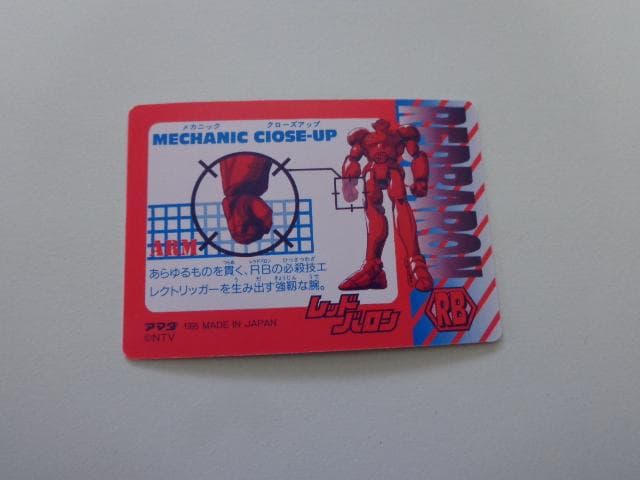 メカニック クローズアップ
MECHANIC CIOSE-UP
ARM
あらゆるものを貫く、RBの必殺技エ
レクトリッガーを生み出す強靭な腕。
レッドバロン
アマダ 1995 MADE IN JAPAN
©NTV
RED BARON
RB